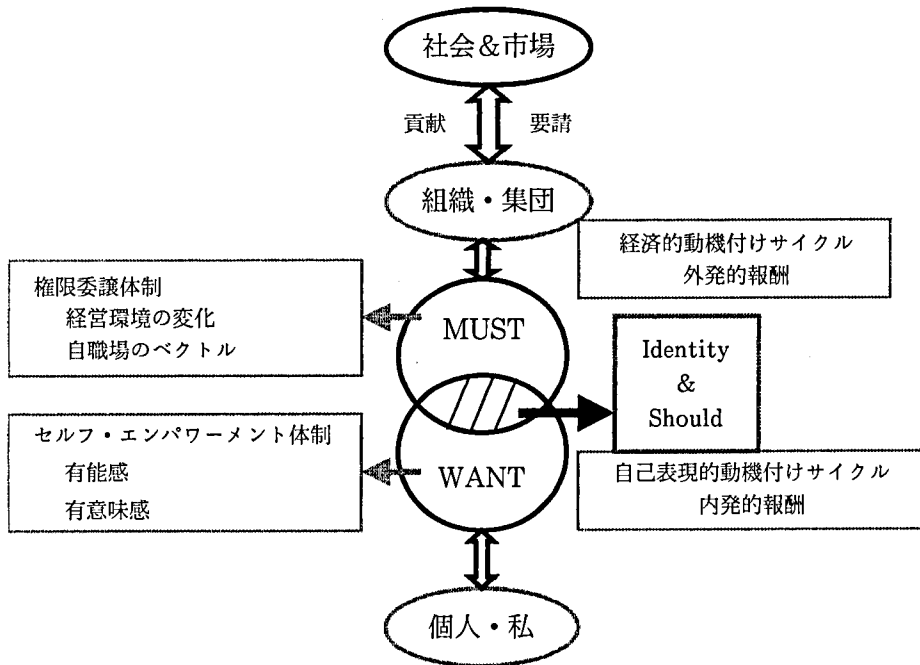 社会＆市場
貢献　要請
組織・集団
経済的動機付けサイクル
外発的報酬
権限委譲体制
経営環境の変化
自職場のベクトル
MUST
Identity
&
Should
セルフ・エンパワーメント体制
有能感
有意味感
WANT
自己表現的動機付けサイクル
内発的報酬
個人・私